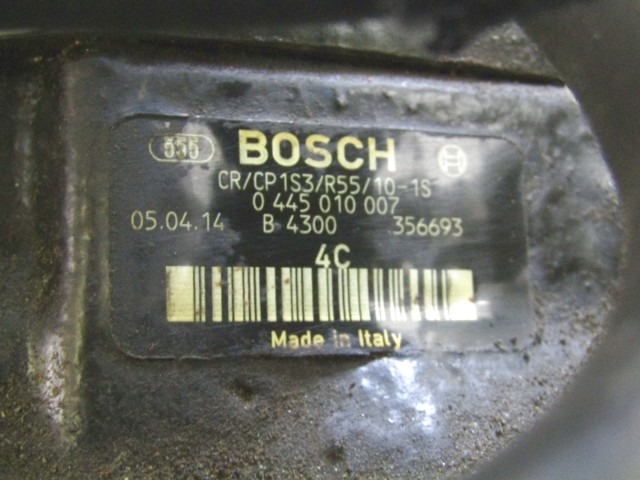 555 BOSCH
CR/CP1S3/R55/10-1S
0 445 010 007
05.04.14 B 4300 356693
4C
Made in Italy